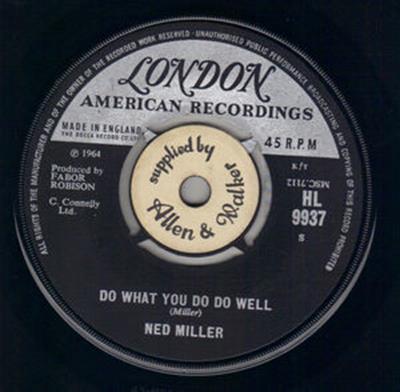 ALL RIGHTS OF THE MANUFACTURER AND OF THE OWNER OF THE RECORDED WORK RESERVED · UNAUTHORISED PUBLIC PERFORMANCE BROADCASTING AND COPYING OF THIS RECORD PROHIBITED
LONDON
AMERICAN RECORDINGS
MADE IN ENGLAND
THE DECCA RECORD CO. LTD.
45 R.P.M
℗ 1964
Produced by
FABOR
ROBISON
C. Connelly
Ltd.
supplied by
Allen & Walker
MSC.7112
HL
9937
S
DO WHAT YOU DO DO WELL
(Miller)
NED MILLER